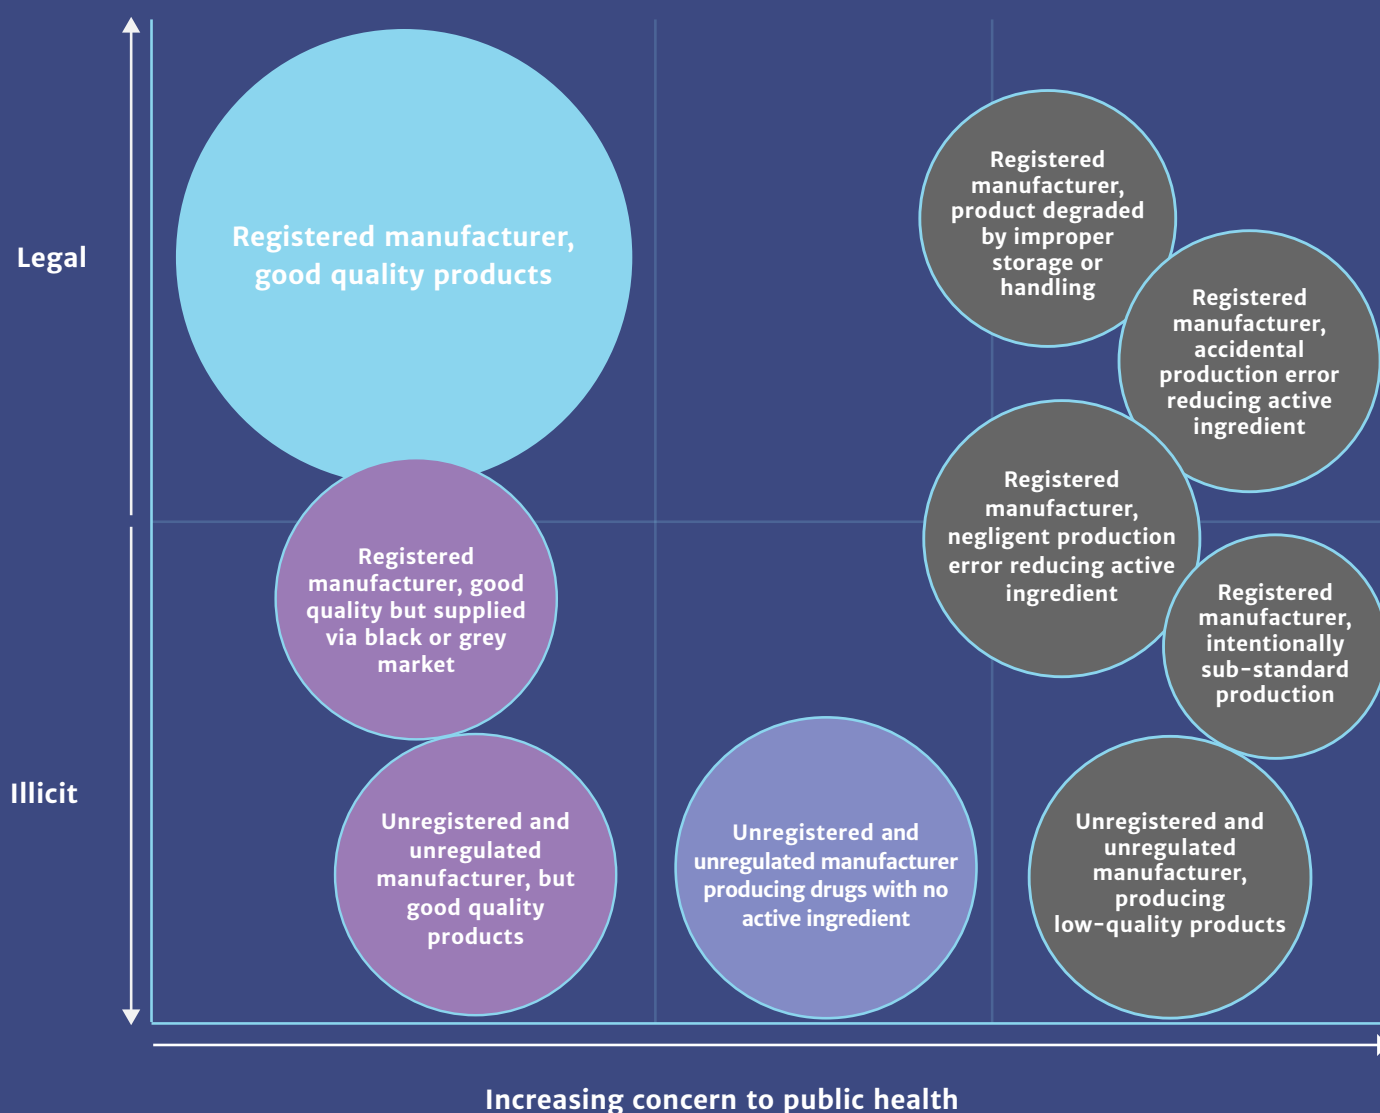 Legal
Illicit
Registered manufacturer,
good quality products
Registered
manufacturer,
product degraded
by improper
storage or
handling
Registered
manufacturer,
accidental
production error
reducing active
ingredient
Registered
manufacturer,
negligent production
error reducing active
ingredient
Registered
manufacturer, good
quality but supplied
via black or grey
market
Registered
manufacturer,
intentionally
sub-standard
production
Unregistered and
unregulated
manufacturer, but
good quality
products
Unregistered and
unregulated manufacturer
producing drugs with no
active ingredient
Unregistered and
unregulated
manufacturer,
producing
low-quality products
Increasing concern to public health